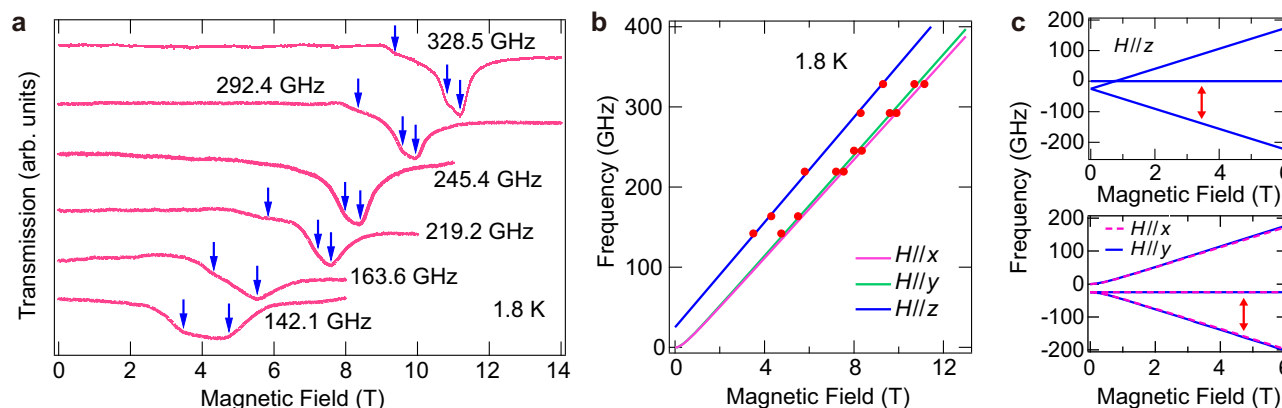 a
Transmission (arb. units)
328.5 GHz
292.4 GHz
245.4 GHz
219.2 GHz
163.6 GHz
142.1 GHz
1.8 K
0 2 4 6 8 10 12 14
Magnetic Field (T)
b
Frequency (GHz)
400
300
200
100
0
1.8 K
H//x
H//y
H//z
0 4 8 12
Magnetic Field (T)
c
Frequency (GHz)
200
100
0
-100
-200
H//z
0 2 4 6
Magnetic Field (T)
200
100
0
-100
-200
H//x
H//y
0 2 4 6
Magnetic Field (T)